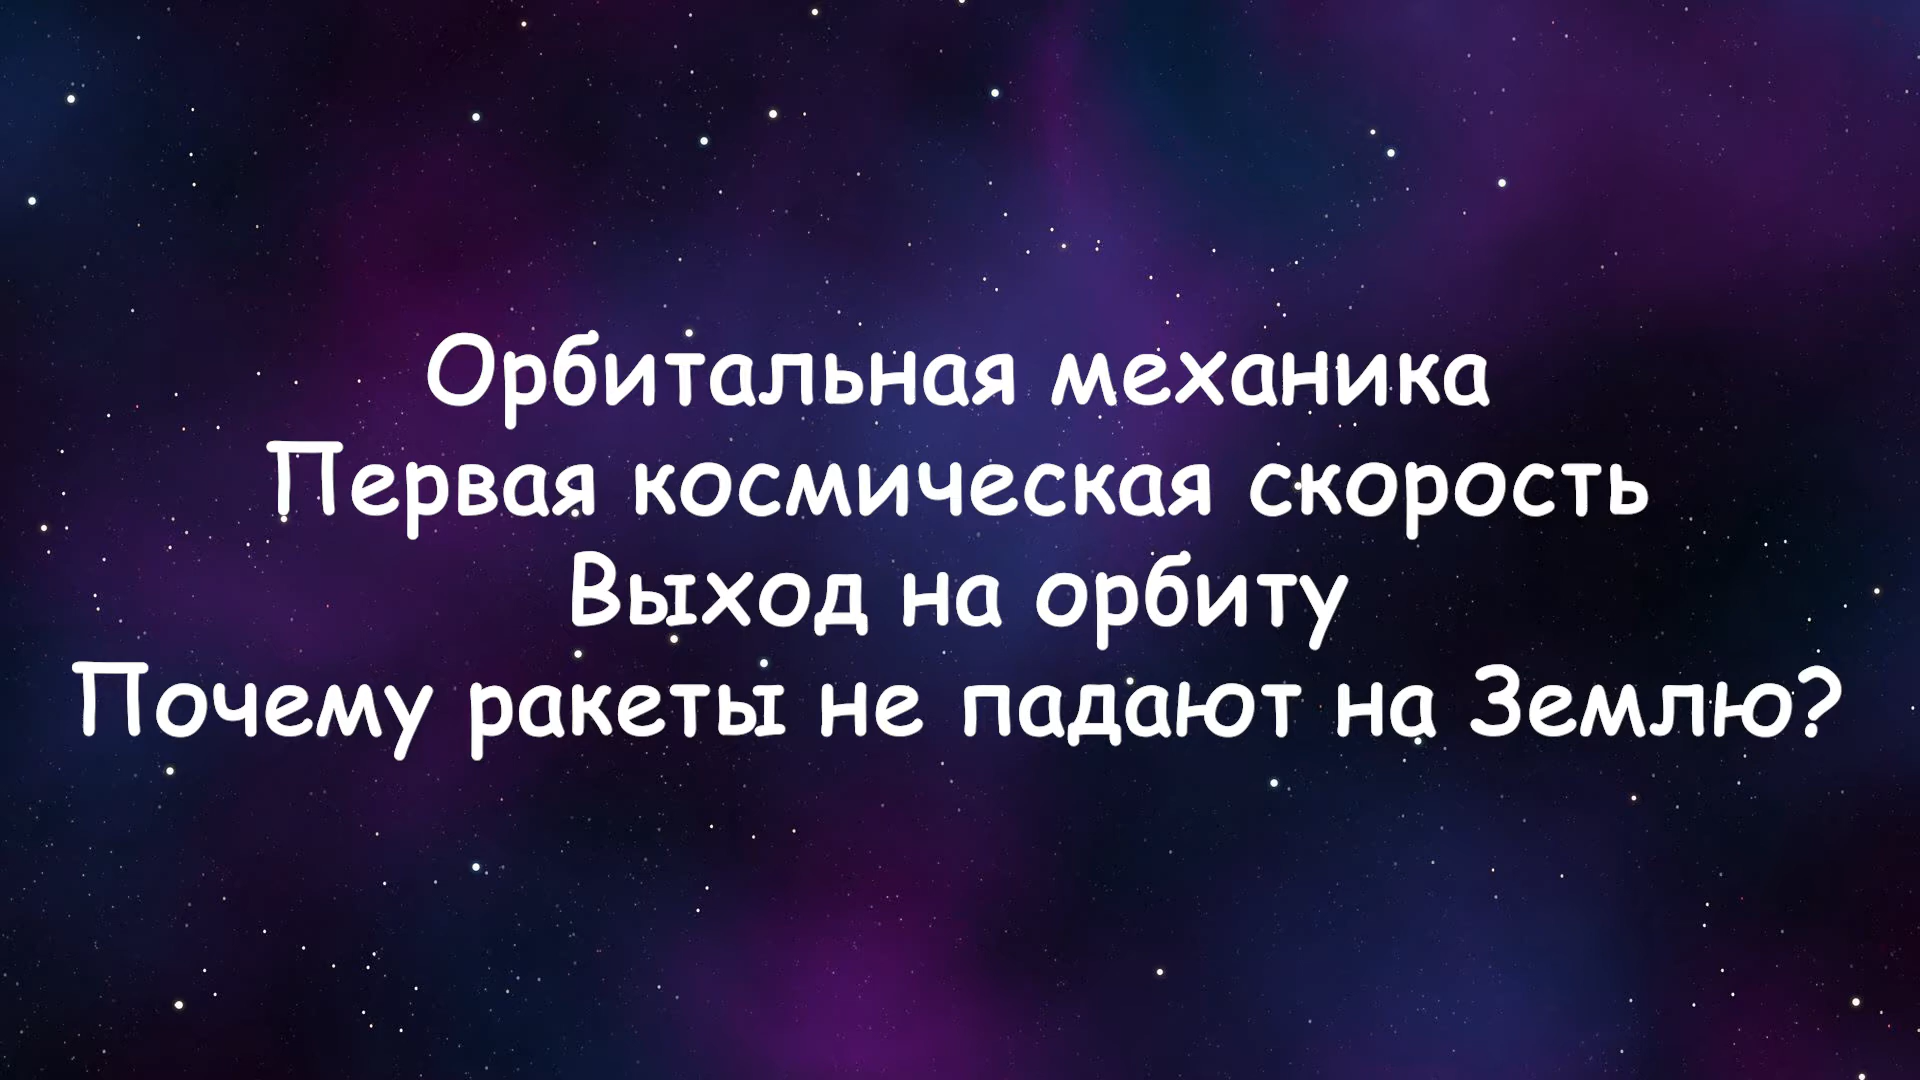 Орбитальная механика
Первая космическая скорость
Выход на орбиту
Почему ракеты не падают на Землю?